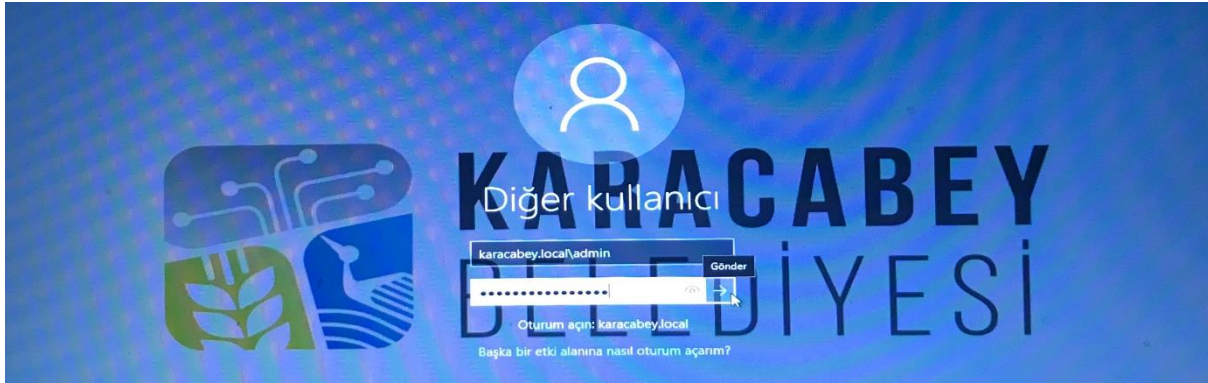 KARACABEY
BELEDİYESİ
Diğer kullanıcı
karacabey.local\admin
Gönder
Oturum açın: karacabey.local
Başka bir etki alanına nasıl oturum açarım?